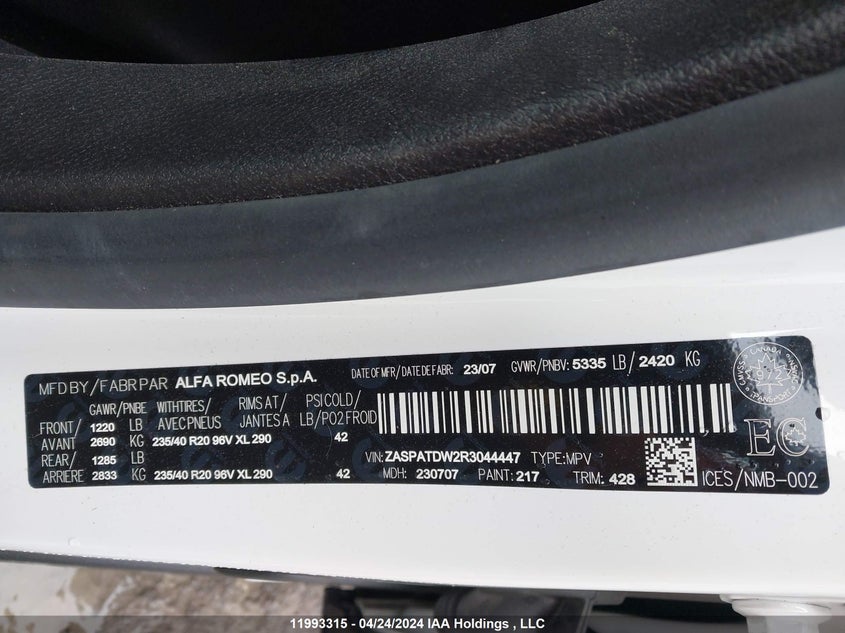 MFD BY/FABR PAR ALFA ROMEO S.p.A. DATE OF MFR/DATE DE FABR: 23/07 GVWR/PNBV: 5335 LB/2420 KG
GAWR/PNBE WITH TIRES/ RIMS AT/ PSI COLD/
AVEC PNEUS JANTES A LB/PO2 FROID
FRONT/ 1220 LB
AVANT 2690 KG 235/40 R20 96V XL 290 42
REAR/ 1285 LB
ARRIERE 2833 KG 235/40 R20 96V XL 290 42
VIN: ZASPATDW2R3044447 TYPE: MPV
MDH: 230707 PAINT: 217 TRIM: 428
CANADA
TRANSPORT
EC
ICES/NMB-002
11993315 - 04/24/2024 IAA Holdings , LLC